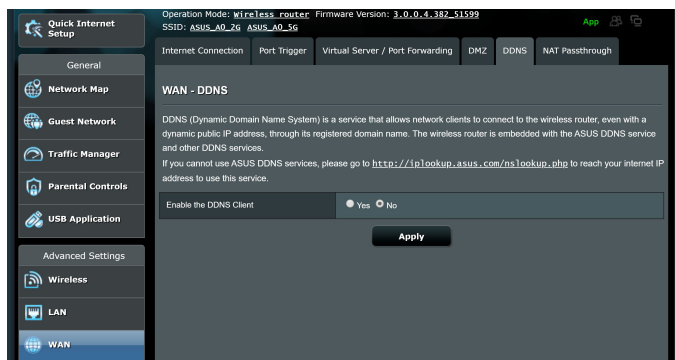 Quick Internet
Setup
General
Network Map
Guest Network
Traffic Manager
Parental Controls
USB Application
Advanced Settings
Wireless
LAN
WAN
Operation Mode: Wireless router Firmware Version: 3.0.0.4.382_51599
SSID: ASUS_A0_2G ASUS_A0_5G
App
Internet Connection
Port Trigger
Virtual Server / Port Forwarding
DMZ
DDNS
NAT Passthrough
WAN - DDNS
DDNS (Dynamic Domain Name System) is a service that allows network clients to connect to the wireless router, even with a
dynamic public IP address, through its registered domain name. The wireless router is embedded with the ASUS DDNS service
and other DDNS services.
If you cannot use ASUS DDNS services, please go to http://iplookup.asus.com/nslookup.php to reach your internet IP
address to use this service.
Enable the DDNS Client
Yes No
Apply